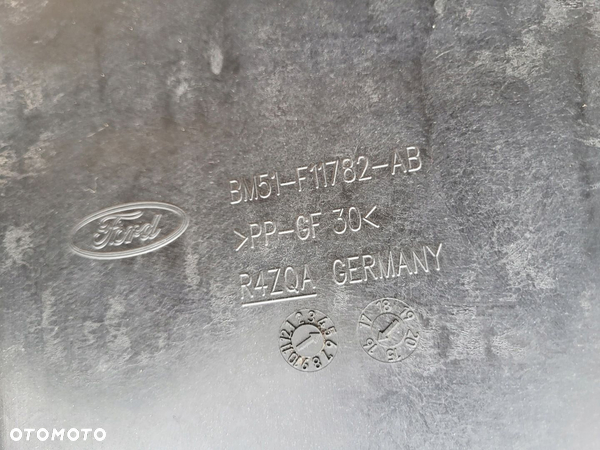 BM51-F11782-AB
Ford
>PP-GF 30<
R4ZQA GERMANY
OTOMOTO